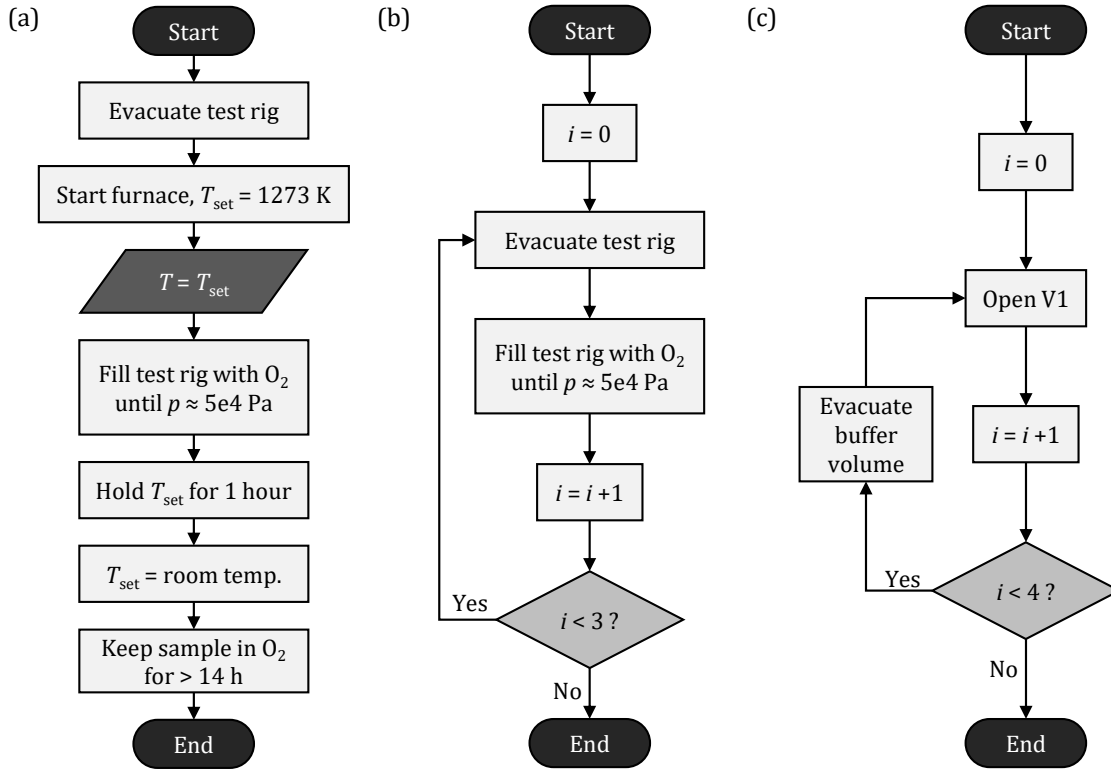 (a)
Start
Evacuate test rig
Start furnace, T_set = 1273 K
T = T_set
Fill test rig with O₂
until p ≈ 5e4 Pa
Hold T_set for 1 hour
T_set = room temp.
Keep sample in O₂
for > 14 h
End
(b)
Start
i = 0
Evacuate test rig
Fill test rig with O₂
until p ≈ 5e4 Pa
i = i +1
Yes
i < 3 ?
No
End
(c)
Start
i = 0
Open V1
Evacuate
buffer
volume
i = i +1
Yes
i < 4 ?
No
End